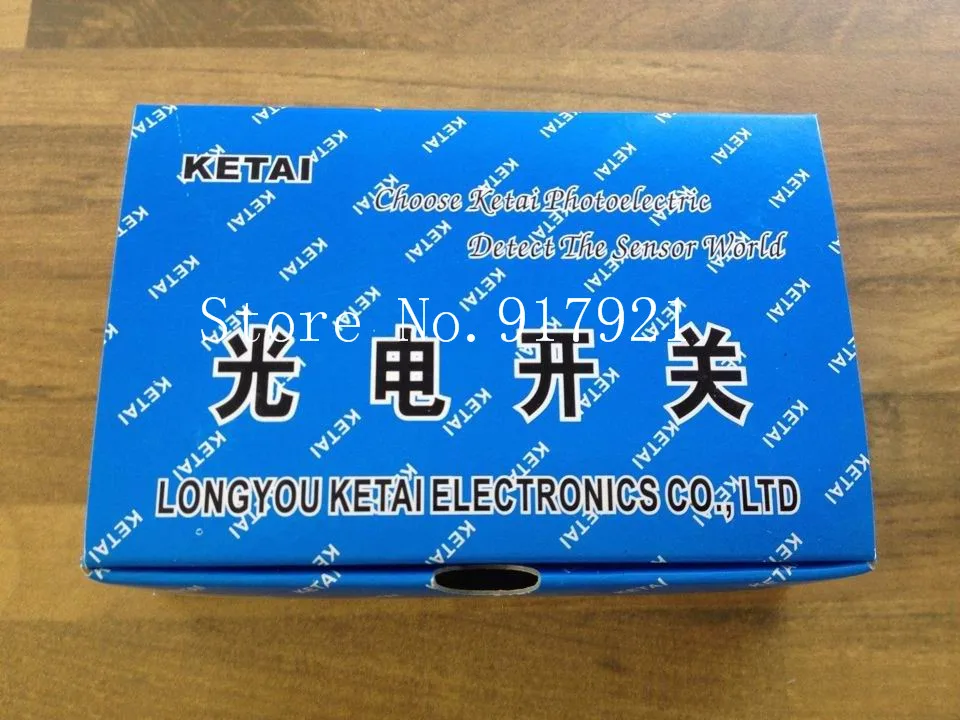 KETAI
Choose Ketai Photoelectric
Detect The Sensor World
Store No.917921
光电开关
LONGYOU KETAI ELECTRONICS CO., LTD